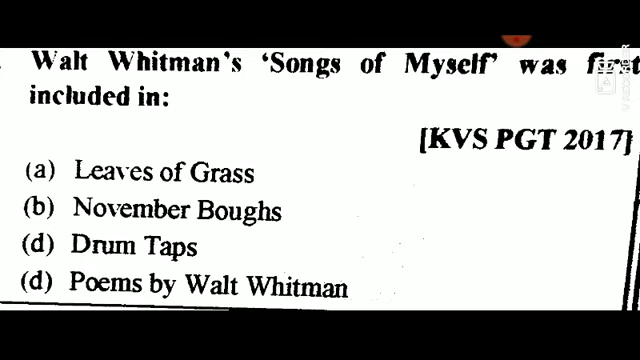 Walt Whitman's 'Songs of Myself' was first
included in:
[KVS PGT 2017]
(a) Leaves of Grass
(b) November Boughs
(d) Drum Taps
(d) Poems by Walt Whitman